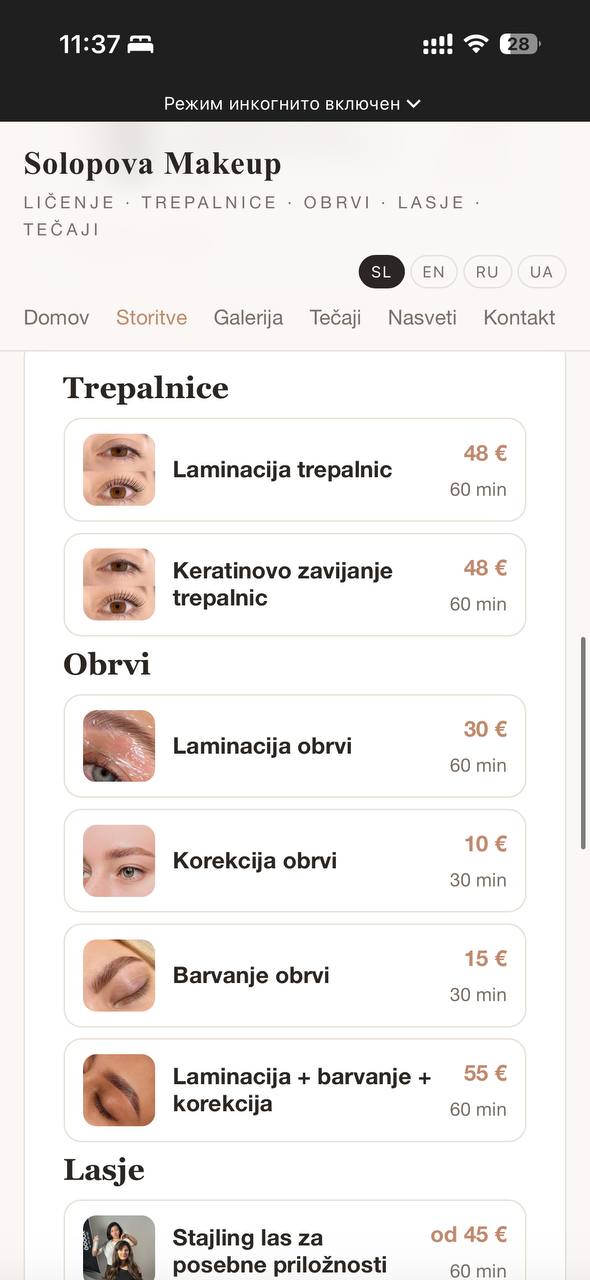 11:37
28
Режим инкогнито включен
Solopova Makeup
LIČENJE · TREPALNICE · OBRVI · LASJE ·
TEČAJI
SL EN RU UA
Domov Storitve Galerija Tečaji Nasveti Kontakt
Trepalnice
Laminacija trepalnic
48 €
60 min
Keratinovo zavijanje
trepalnic
48 €
60 min
Obrvi
Laminacija obrvi
30 €
60 min
Korekcija obrvi
10 €
30 min
Barvanje obrvi
15 €
30 min
Laminacija + barvanje +
korekcija
55 €
60 min
Lasje
Stajling las za
posebne priložnosti
od 45 €
60 min